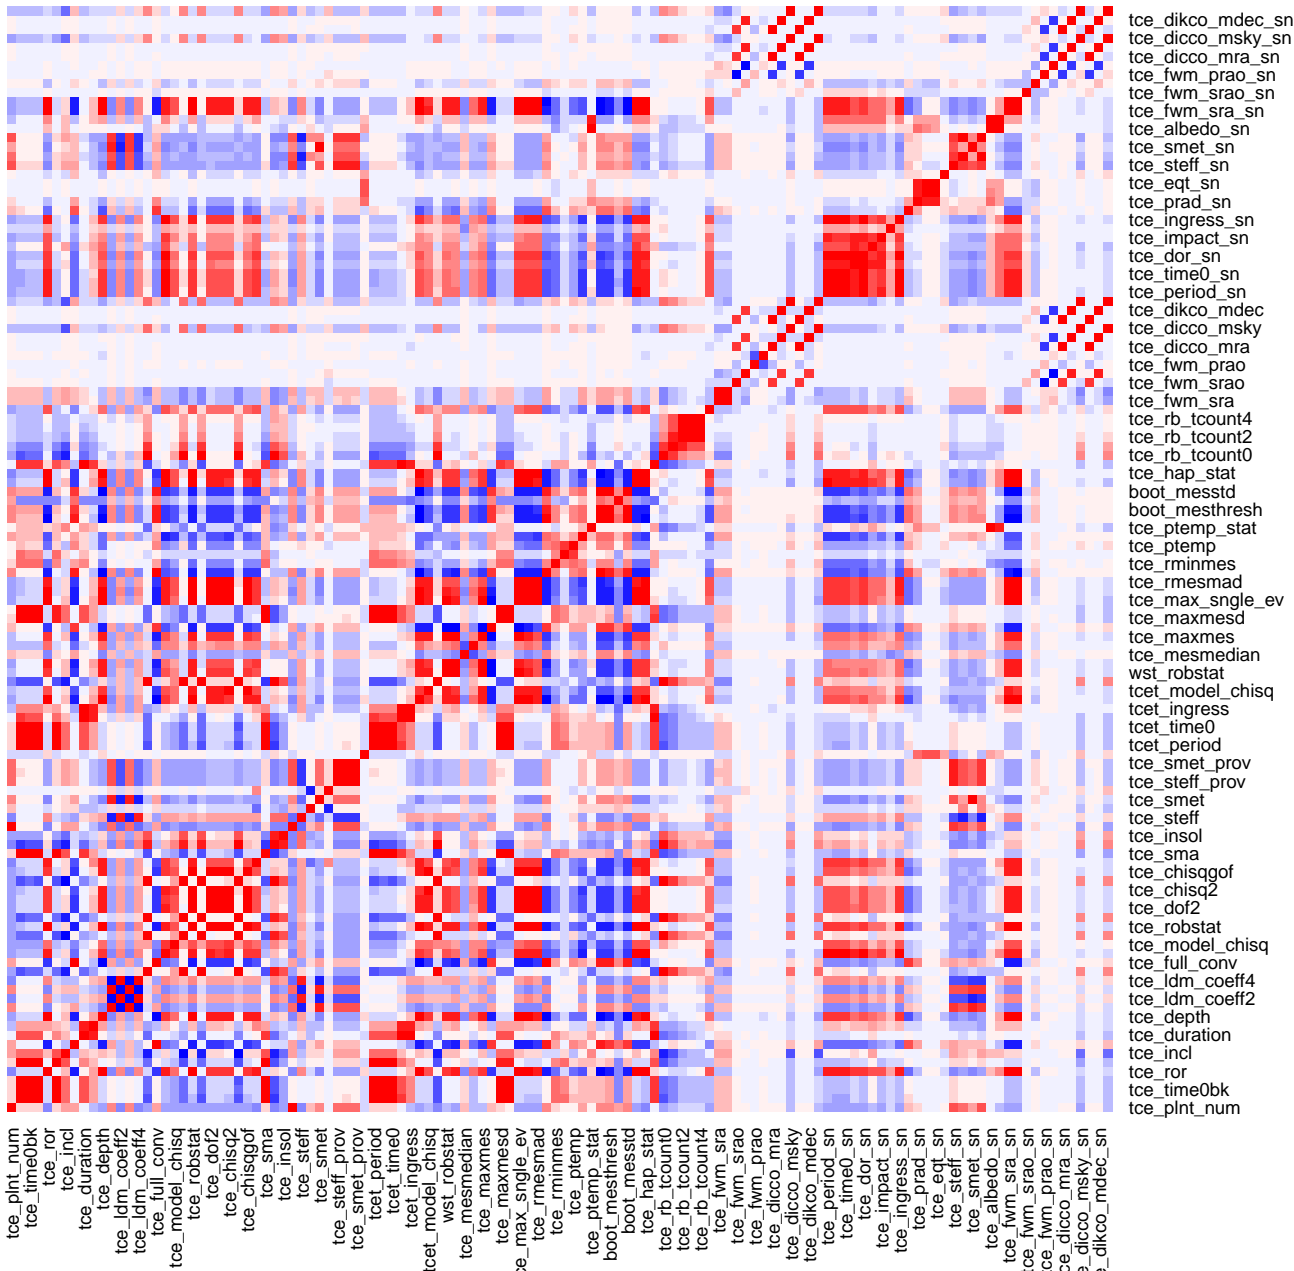 tce_dikco_mdec_sn
tce_dicco_msky_sn
tce_dicco_mra_sn
tce_fwm_prao_sn
tce_fwm_srao_sn
tce_fwm_sra_sn
tce_albedo_sn
tce_smet_sn
tce_steff_sn
tce_eqt_sn
tce_prad_sn
tce_ingress_sn
tce_impact_sn
tce_dor_sn
tce_time0_sn
tce_period_sn
tce_dikco_mdec
tce_dicco_msky
tce_dicco_mra
tce_fwm_prao
tce_fwm_srao
tce_fwm_sra
tce_rb_tcount4
tce_rb_tcount2
tce_rb_tcount0
tce_hap_stat
boot_messtd
boot_mesthresh
tce_ptemp_stat
tce_ptemp
tce_rminmes
tce_rmesmad
tce_max_sngle_ev
tce_maxmesd
tce_maxmes
tce_mesmedian
wst_robstat
tcet_model_chisq
tcet_ingress
tcet_time0
tcet_period
tce_smet_prov
tce_steff_prov
tce_smet
tce_steff
tce_insol
tce_sma
tce_chisqgof
tce_chisq2
tce_dof2
tce_robstat
tce_model_chisq
tce_full_conv
tce_ldm_coeff4
tce_ldm_coeff2
tce_depth
tce_duration
tce_incl
tce_ror
tce_time0bk
tce_plnt_num
tce_plnt_num
tce_time0bk
tce_ror
tce_incl
tce_duration
tce_depth
tce_ldm_coeff2
tce_ldm_coeff4
tce_full_conv
tce_model_chisq
tce_robstat
tce_dof2
tce_chisq2
tce_chisqgof
tce_sma
tce_insol
tce_steff
tce_smet
tce_steff_prov
tce_smet_prov
tcet_period
tcet_time0
tcet_ingress
tcet_model_chisq
wst_robstat
tce_mesmedian
tce_maxmes
tce_maxmesd
ce_max_sngle_ev
tce_rmesmad
tce_rminmes
tce_ptemp
tce_ptemp_stat
boot_mesthresh
boot_messtd
tce_hap_stat
tce_rb_tcount0
tce_rb_tcount2
tce_rb_tcount4
tce_fwm_sra
tce_fwm_srao
tce_fwm_prao
tce_dicco_mra
tce_dicco_msky
tce_dikco_mdec
tce_period_sn
tce_time0_sn
tce_dor_sn
tce_impact_sn
tce_ingress_sn
tce_prad_sn
tce_eqt_sn
tce_steff_sn
tce_smet_sn
tce_albedo_sn
tce_fwm_sra_sn
ce_fwm_srao_sn
ce_fwm_prao_sn
ce_dicco_mra_sn
e_dicco_msky_sn
e_dikco_mdec_sn